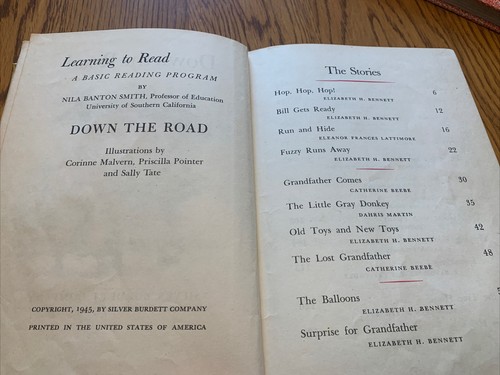 Learning to Read
A BASIC READING PROGRAM
BY
NILA BANTON SMITH, Professor of Education
University of Southern California
DOWN THE ROAD
Illustrations by
Corinne Malvern, Priscilla Pointer
and Sally Tate
COPYRIGHT, 1945, BY SILVER BURDETT COMPANY
PRINTED IN THE UNITED STATES OF AMERICA
The Stories
Hop, Hop, Hop! 6
ELIZABETH H. BENNETT
Bill Gets Ready 12
ELIZABETH H. BENNETT
Run and Hide 16
ELEANOR FRANCES LATTIMORE
Fuzzy Runs Away 22
ELIZABETH H. BENNETT
Grandfather Comes 30
CATHERINE BEEBE
The Little Gray Donkey 35
DAHRIS MARTIN
Old Toys and New Toys 42
ELIZABETH H. BENNETT
The Lost Grandfather 48
CATHERINE BEEBE
The Balloons
ELIZABETH H. BENNETT
Surprise for Grandfather
ELIZABETH H. BENNETT